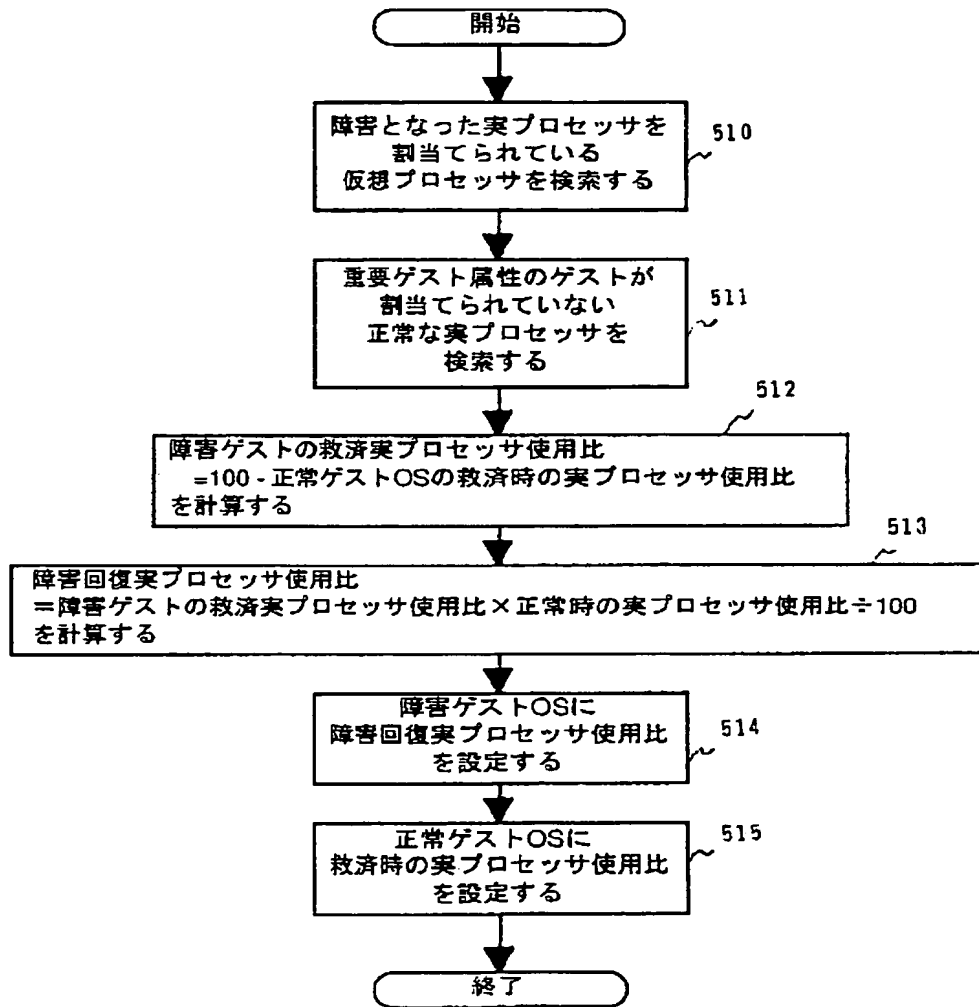 開始
障害となった実プロセッサを
割当てられている
仮想プロセッサを検索する
510
重要ゲスト属性のゲストが
割当てられていない
正常な実プロセッサを
検索する
511
512
障害ゲストの救済実プロセッサ使用比
=100 - 正常ゲストOSの救済時の実プロセッサ使用比
を計算する
513
障害回復実プロセッサ使用比
=障害ゲストの救済実プロセッサ使用比×正常時の実プロセッサ使用比÷100
を計算する
障害ゲストOSに
障害回復実プロセッサ使用比
を設定する
514
正常ゲストOSに
救済時の実プロセッサ使用比
を設定する
515
終了